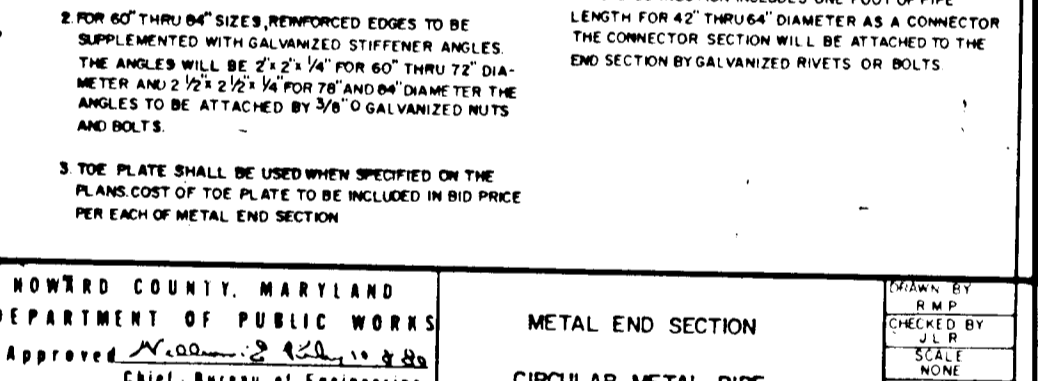 2. FOR 60" THRU 84" SIZES, REINFORCED EDGES TO BE
SUPPLEMENTED WITH GALVANIZED STIFFENER ANGLES.
THE ANGLES WILL BE 2"x 2"x 1/4" FOR 60" THRU 72" DIA-
METER AND 2 1/2"x 2 1/2"x 1/4" FOR 78" AND 84" DIAMETER THE
ANGLES TO BE ATTACHED BY 3/8" O GALVANIZED NUTS
AND BOLTS.
3. TOE PLATE SHALL BE USED WHEN SPECIFIED ON THE
PLANS. COST OF TOE PLATE TO BE INCLUDED IN BID PRICE
PER EACH OF METAL END SECTION
LENGTH FOR 42" THRU 64" DIAMETER AS A CONNECTOR
THE CONNECTOR SECTION WILL BE ATTACHED TO THE
END SECTION BY GALVANIZED RIVETS OR BOLTS
HOWARD COUNTY, MARYLAND
DEPARTMENT OF PUBLIC WORKS
Approved
Chief, Bureau of Engineering
METAL END SECTION
CIRCULAR METAL PIPE
DRAWN BY
R M P
CHECKED BY
J L R
SCALE
NONE